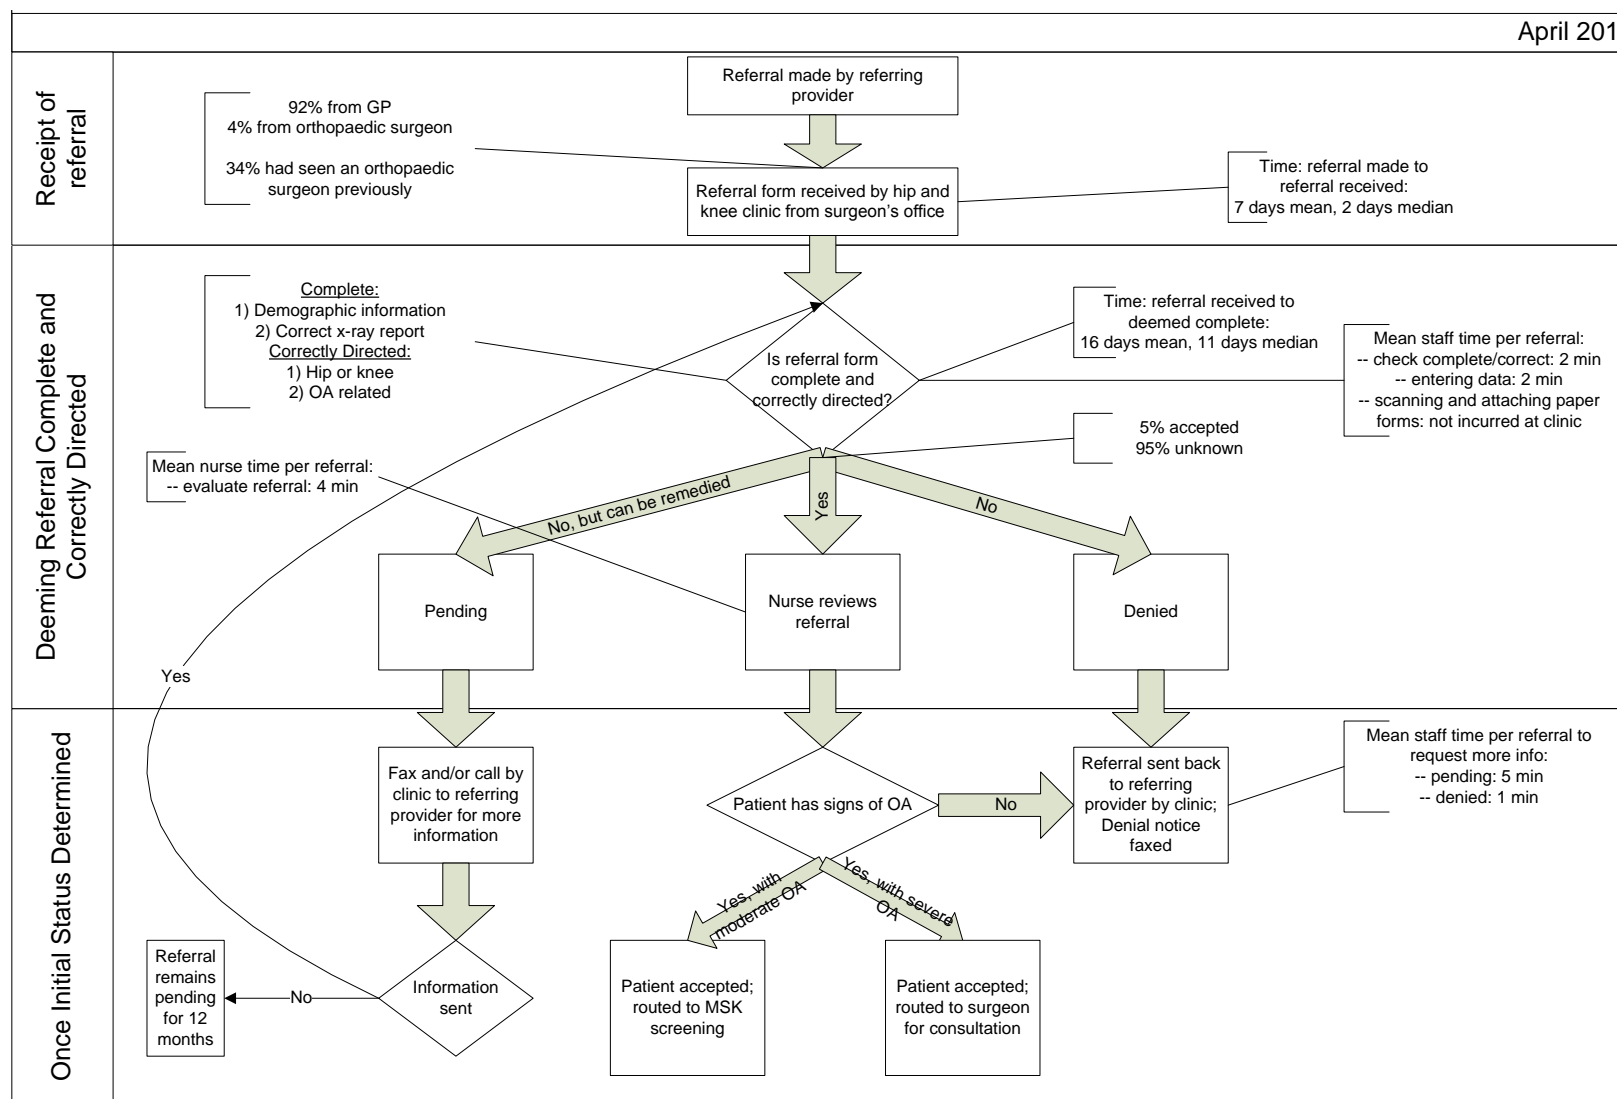 April 201
Receipt of
referral
Referral made by referring
provider
92% from GP
4% from orthopaedic surgeon
34% had seen an orthopaedic
surgeon previously
Referral form received by hip and
knee clinic from surgeon's office
Time: referral made to
referral received:
7 days mean, 2 days median
Deeming Referral Complete and
Correctly Directed
Complete:
1) Demographic information
2) Correct x-ray report
Correctly Directed:
1) Hip or knee
2) OA related
Is referral form
complete and
correctly directed?
Time: referral received to
deemed complete:
16 days mean, 11 days median
Mean staff time per referral:
-- check complete/correct: 2 min
-- entering data: 2 min
-- scanning and attaching paper
forms: not incurred at clinic
5% accepted
95% unknown
Mean nurse time per referral:
-- evaluate referral: 4 min
No, but can be remedied
Yes
No
Pending
Nurse reviews
referral
Denied
Yes
Once Initial Status Determined
Fax and/or call by
clinic to referring
provider for more
information
Patient has signs of OA
No
Referral sent back
to referring
provider by clinic;
Denial notice
faxed
Mean staff time per referral to
request more info:
-- pending: 5 min
-- denied: 1 min
Yes, with
moderate OA
Yes, with severe
OA
Referral
remains
pending
for 12
months
No
Information
sent
Patient accepted;
routed to MSK
screening
Patient accepted;
routed to surgeon
for consultation